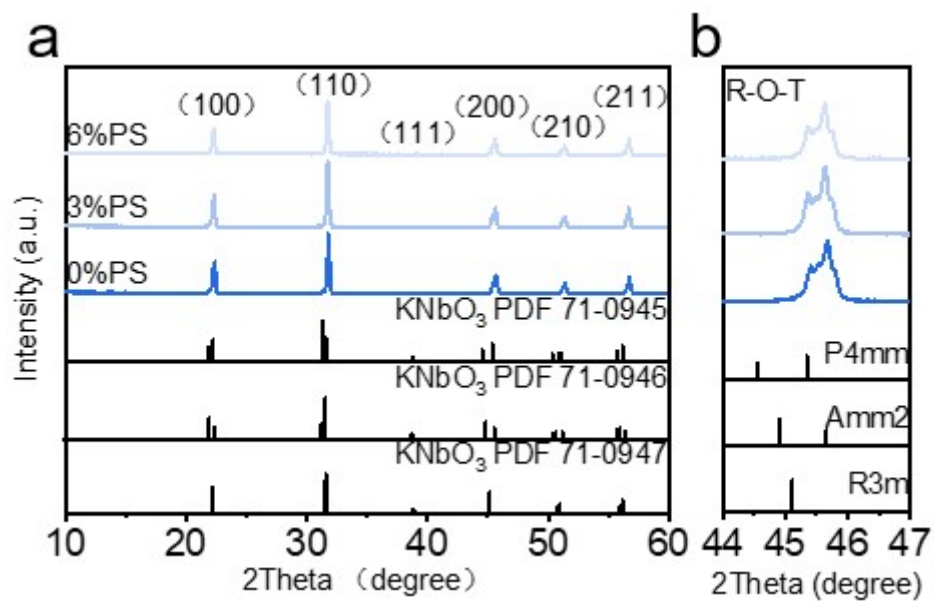 a
b
(100)
(110)
(111)
(200)
(210)
(211)
6%PS
3%PS
0%PS
KNbO₃ PDF 71-0945
KNbO₃ PDF 71-0946
KNbO₃ PDF 71-0947
Intensity (a.u.)
10 20 30 40 50 60
2Theta （degree）
R-O-T
P4mm
Amm2
R3m
44 45 46 47
2Theta (degree)